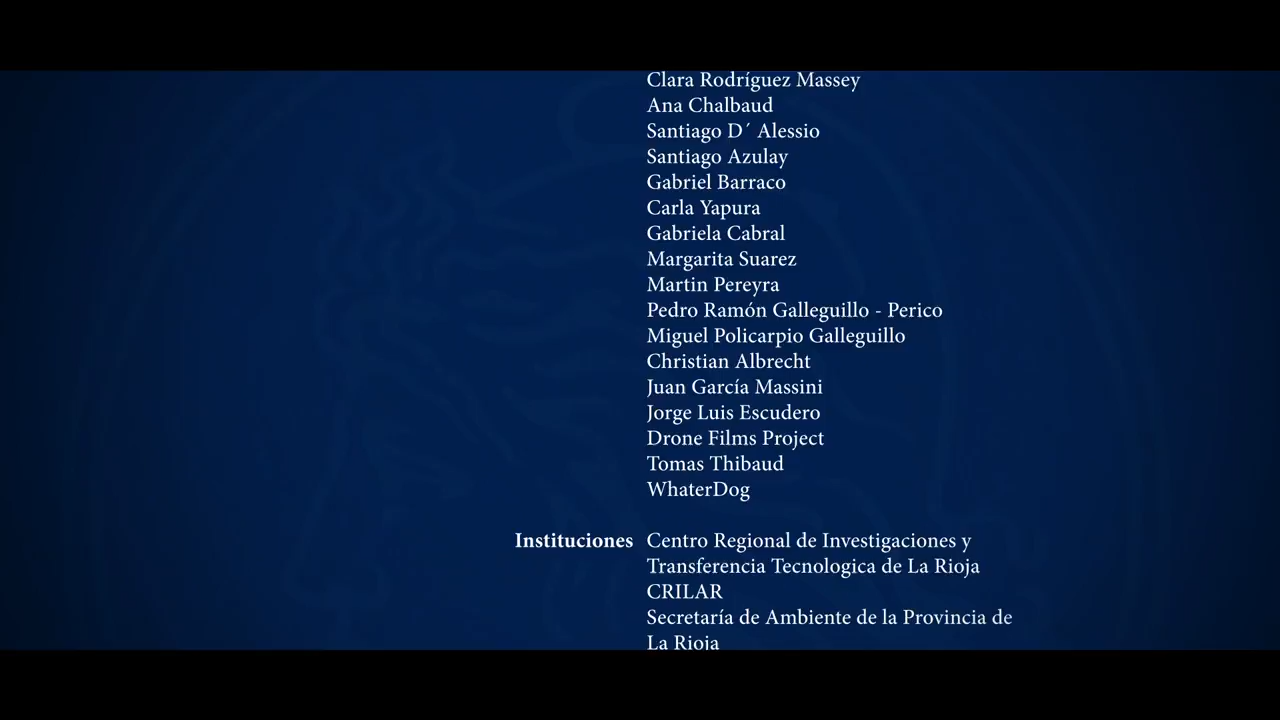 Clara Rodríguez Massey
Ana Chalbaud
Santiago D´ Alessio
Santiago Azulay
Gabriel Barraco
Carla Yapura
Gabriela Cabral
Margarita Suarez
Martin Pereyra
Pedro Ramón Galleguillo - Perico
Miguel Policarpio Galleguillo
Christian Albrecht
Juan García Massini
Jorge Luis Escudero
Drone Films Project
Tomas Thibaud
WhaterDog
Instituciones Centro Regional de Investigaciones y
Transferencia Tecnologica de La Rioja
CRILAR
Secretaría de Ambiente de la Provincia de
La Rioja